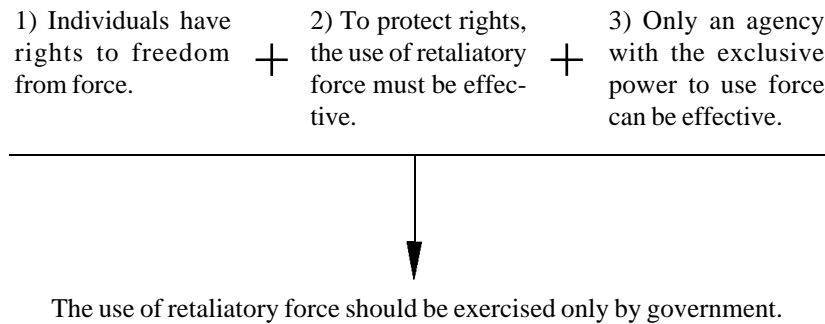 1) Individuals have
rights to freedom
from force.
+
2) To protect rights,
the use of retaliatory
force must be effec-
tive.
+
3) Only an agency
with the exclusive
power to use force
can be effective.
The use of retaliatory force should be exercised only by government.